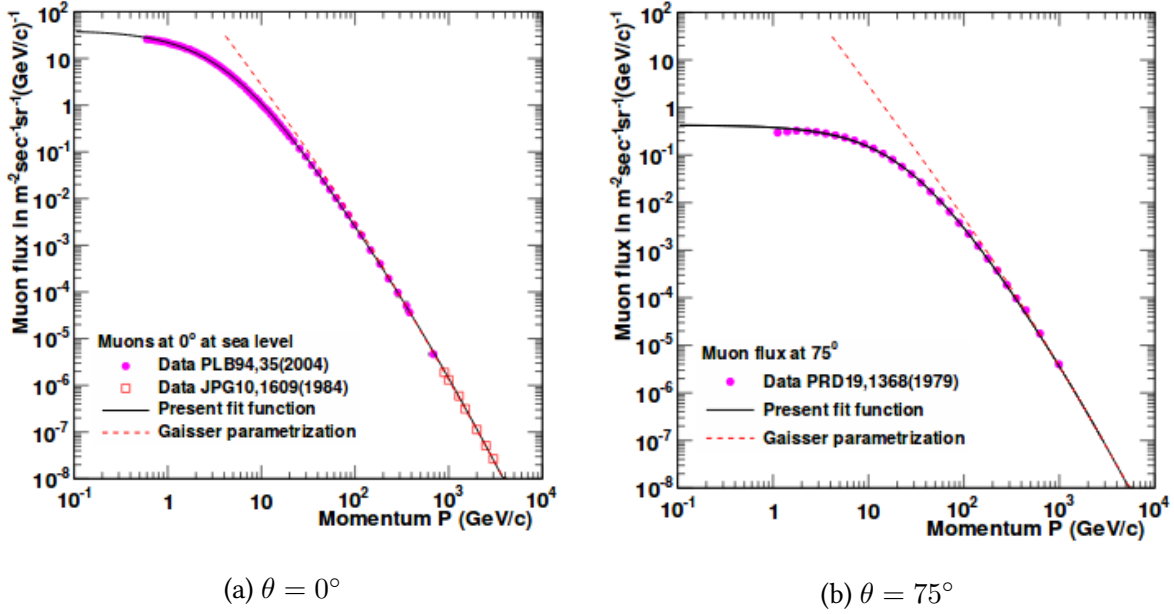 Muon flux in m⁻²sec⁻¹sr⁻¹(GeV/c)⁻¹
10²
10
1
10⁻¹
10⁻²
10⁻³
10⁻⁴
10⁻⁵
10⁻⁶
10⁻⁷
10⁻⁸
Muons at 0° at sea level
Data PLB94,35(2004)
Data JPG10,1609(1984)
Present fit function
Gaisser parametrization
10⁻¹ 1 10 10² 10³ 10⁴
Momentum P (GeV/c)
(a) θ = 0°
Muon flux in m⁻²sec⁻¹sr⁻¹(GeV/c)⁻¹
10²
10
1
10⁻¹
10⁻²
10⁻³
10⁻⁴
10⁻⁵
10⁻⁶
10⁻⁷
10⁻⁸
Muon flux at 75⁰
Data PRD19,1368(1979)
Present fit function
Gaisser parametrization
10⁻¹ 1 10 10² 10³ 10⁴
Momentum P (GeV/c)
(b) θ = 75°